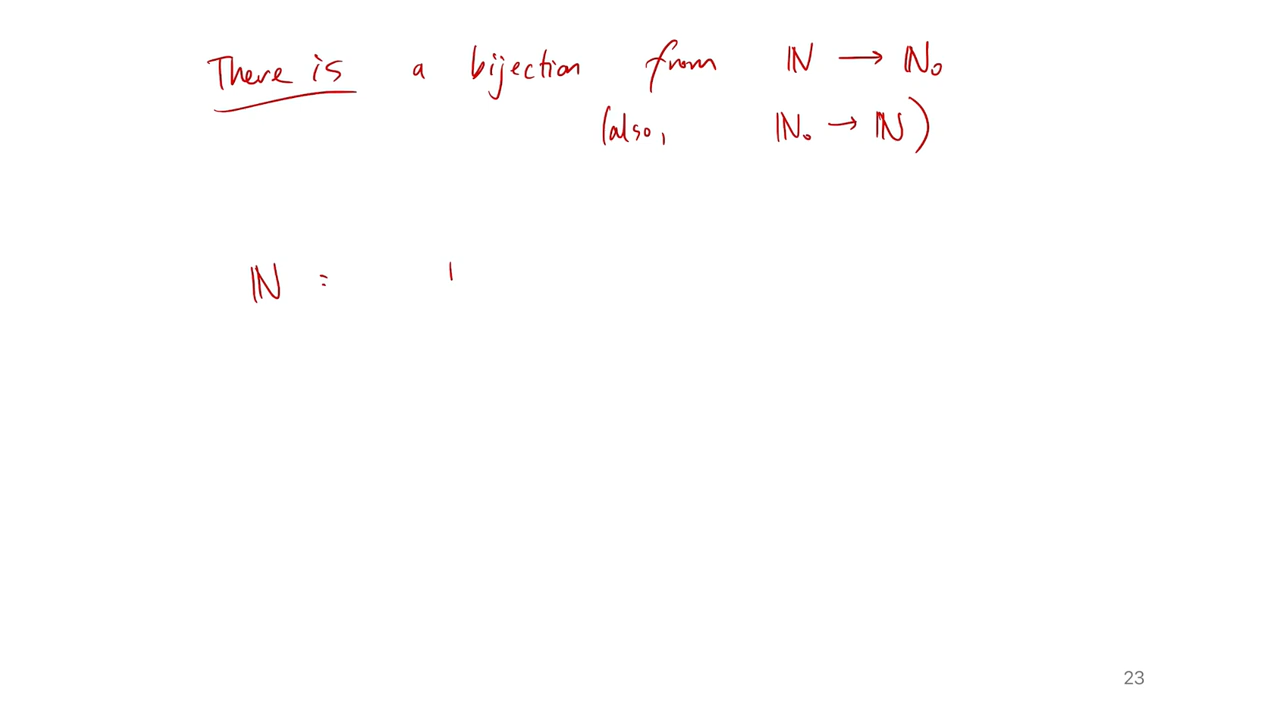 There is a bijection from ℕ → ℕ₀
(also, ℕ₀ → ℕ)
ℕ : 1
23